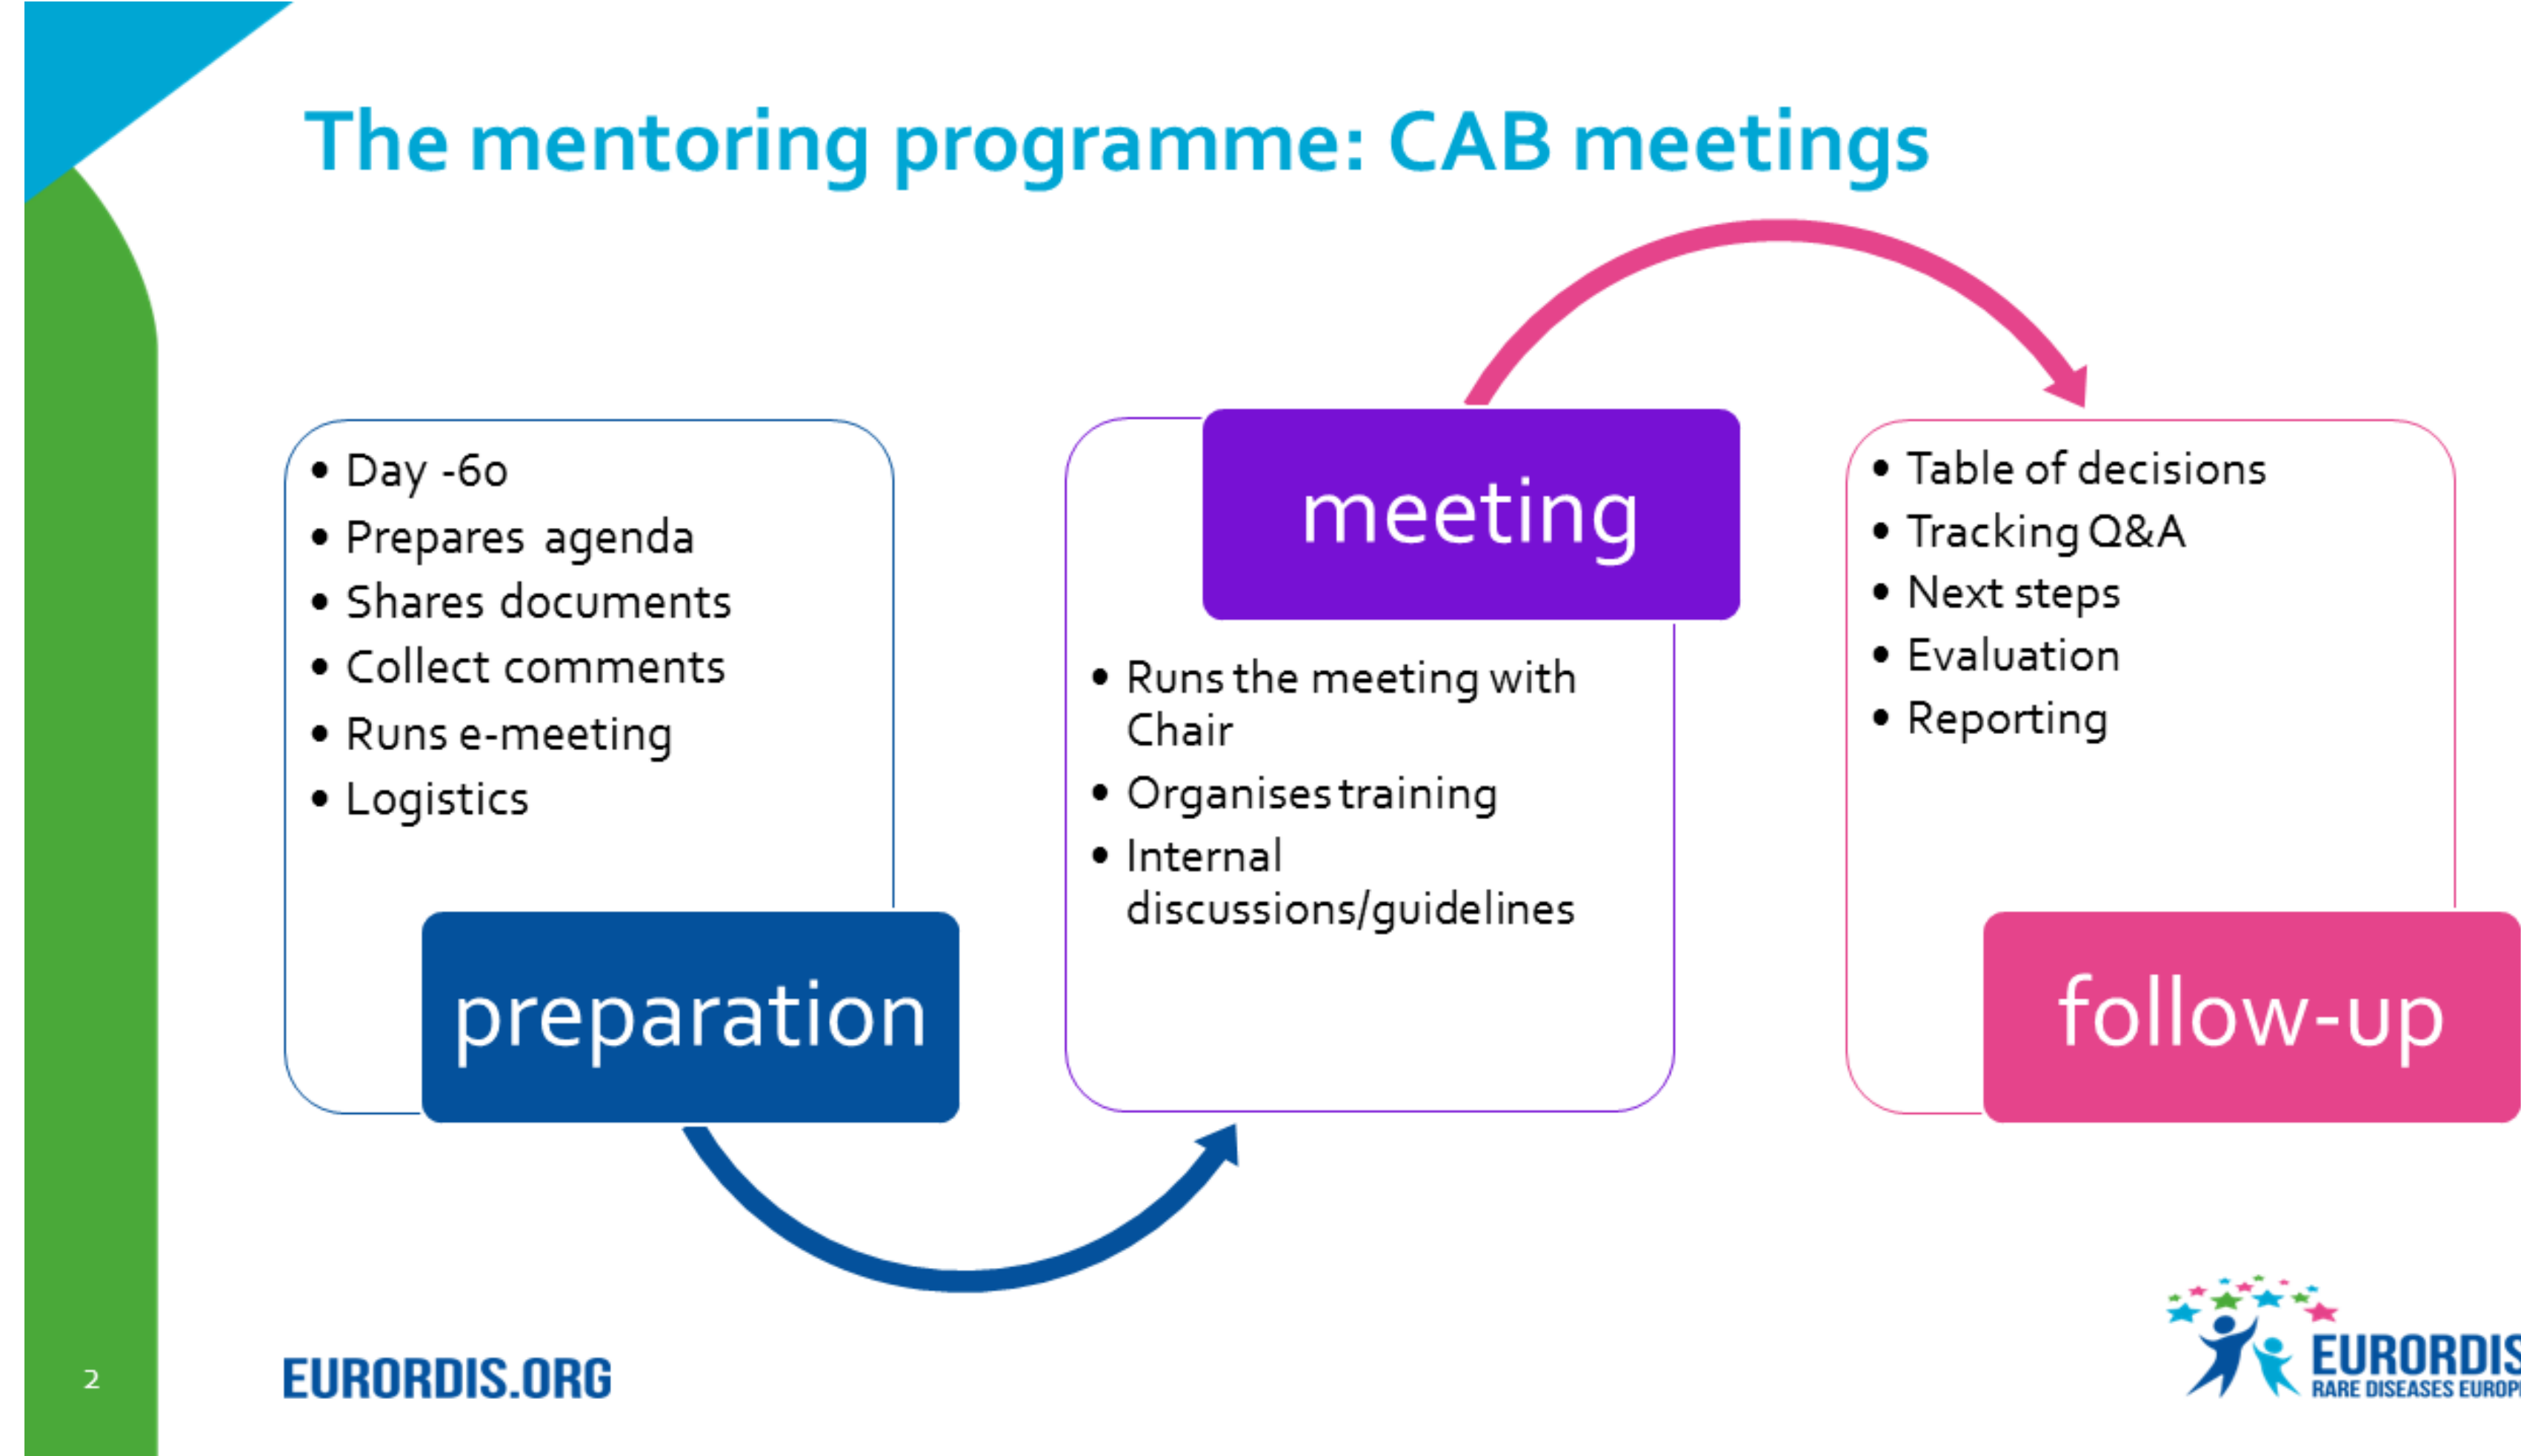 The mentoring programme: CAB meetings
• Day -60
• Prepares agenda
• Shares documents
• Collect comments
• Runs e-meeting
• Logistics
preparation
meeting
• Runs the meeting with
Chair
• Organises training
• Internal
discussions/guidelines
• Table of decisions
• Tracking Q&A
• Next steps
• Evaluation
• Reporting
follow-up
2
EURORDIS.ORG
EURORDIS
RARE DISEASES EUROP